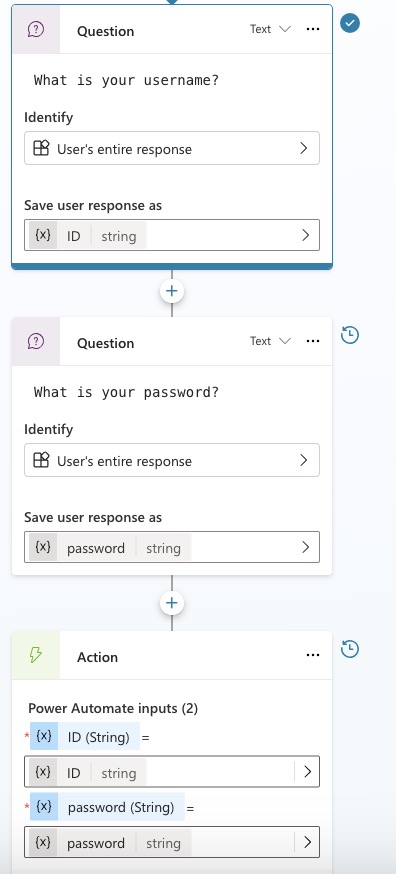 Question Text ...
What is your username?
Identify
User's entire response
Save user response as
{x} ID string
Question Text ...
What is your password?
Identify
User's entire response
Save user response as
{x} password string
Action ...
Power Automate inputs (2)
* {x} ID (String) =
{x} ID string
* {x} password (String) =
{x} password string